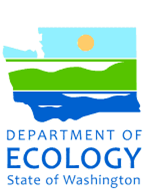 DEPARTMENT OF
ECOLOGY
State of Washington